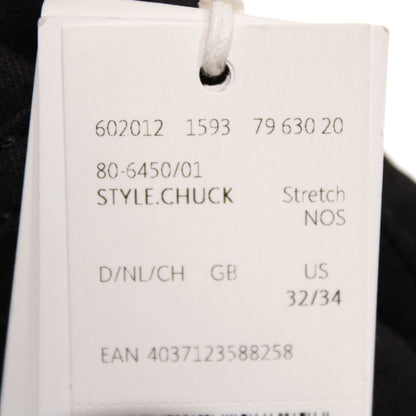 602012 1593 79 630 20
80-6450/01
STYLE.CHUCK Stretch
NOS
D/NL/CH GB US
32/34
EAN 4037123588258